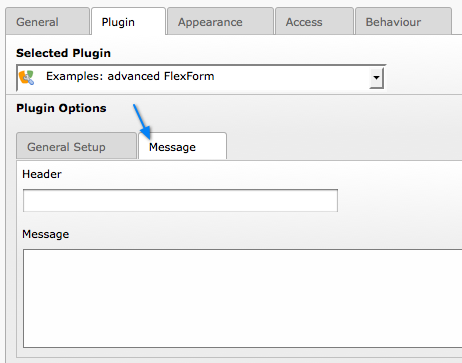 General Plugin Appearance Access Behaviour
Selected Plugin
Examples: advanced FlexForm
Plugin Options
General Setup Message
Header
Message